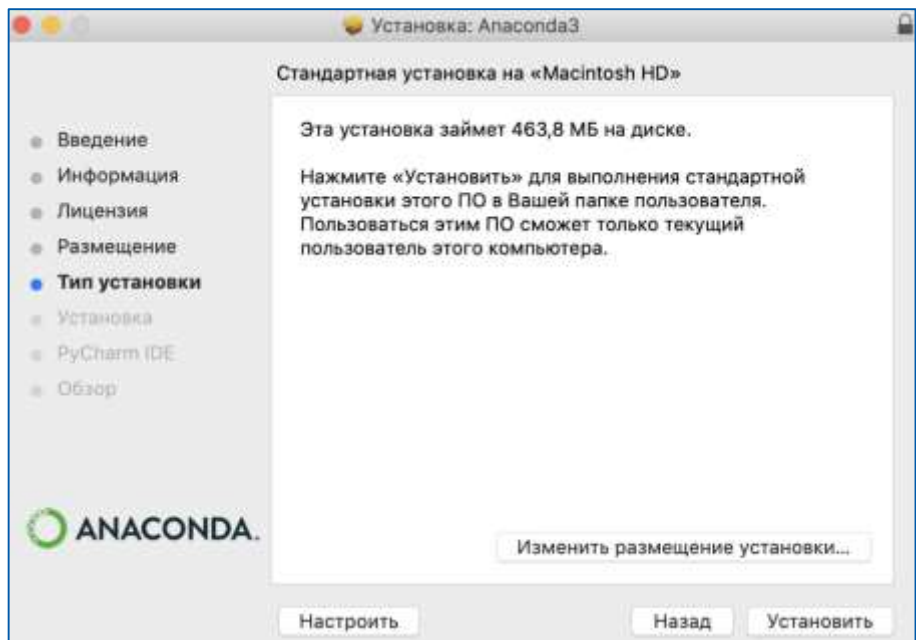 Установка: Anaconda3
Стандартная установка на «Macintosh HD»
Введение
Информация
Лицензия
Размещение
Тип установки
Установка
PyCharm IDE
Обзор
Эта установка займет 463,8 МБ на диске.
Нажмите «Установить» для выполнения стандартной
установки этого ПО в Вашей папке пользователя.
Пользоваться этим ПО сможет только текущий
пользователь этого компьютера.
ANACONDA.
Изменить размещение установки...
Настроить
Назад
Установить